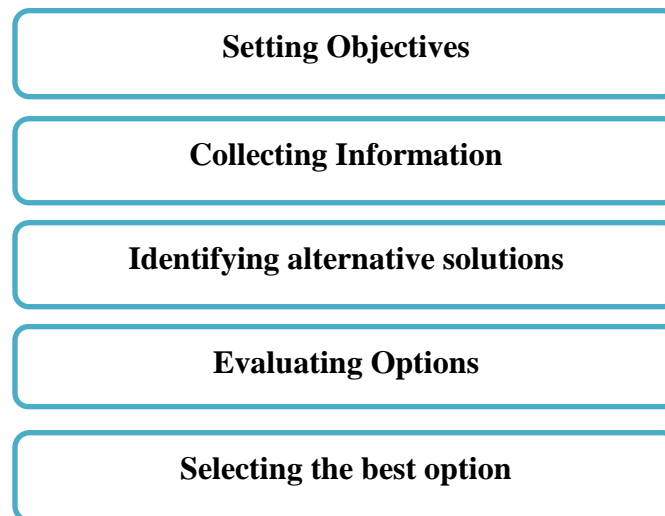 Setting Objectives
Collecting Information
Identifying alternative solutions
Evaluating Options
Selecting the best option